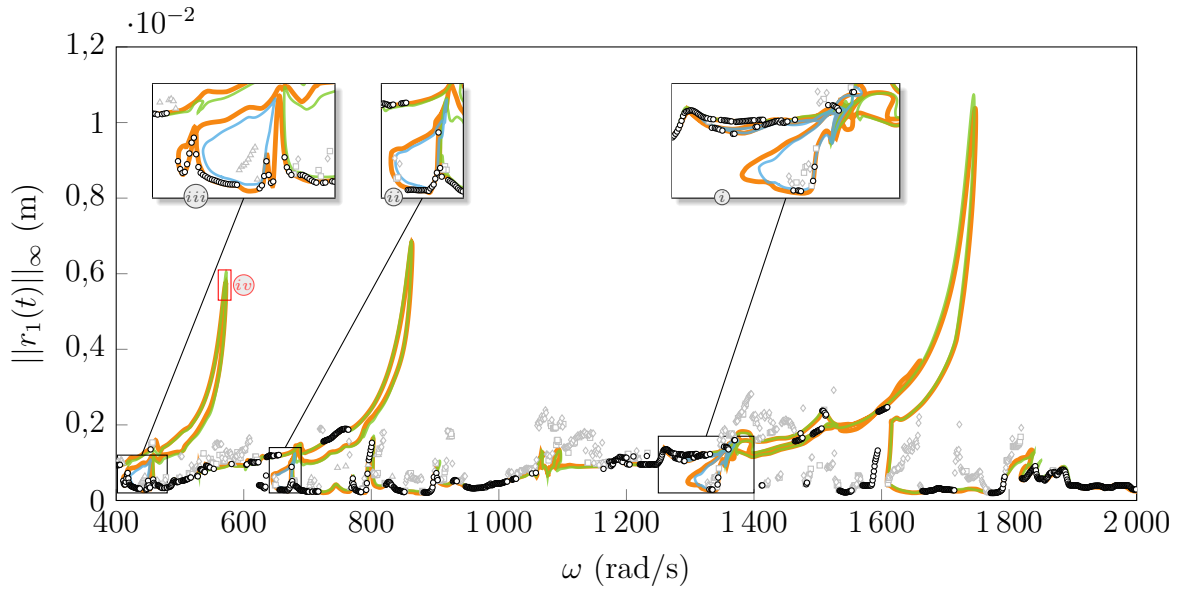 ·10⁻²
1,2
1
0,8
0,6
0,4
0,2
0
||r₁(t)||∞ (m)
iii
ii
i
iv
400 600 800 1 000 1 200 1 400 1 600 1 800 2 000
ω (rad/s)